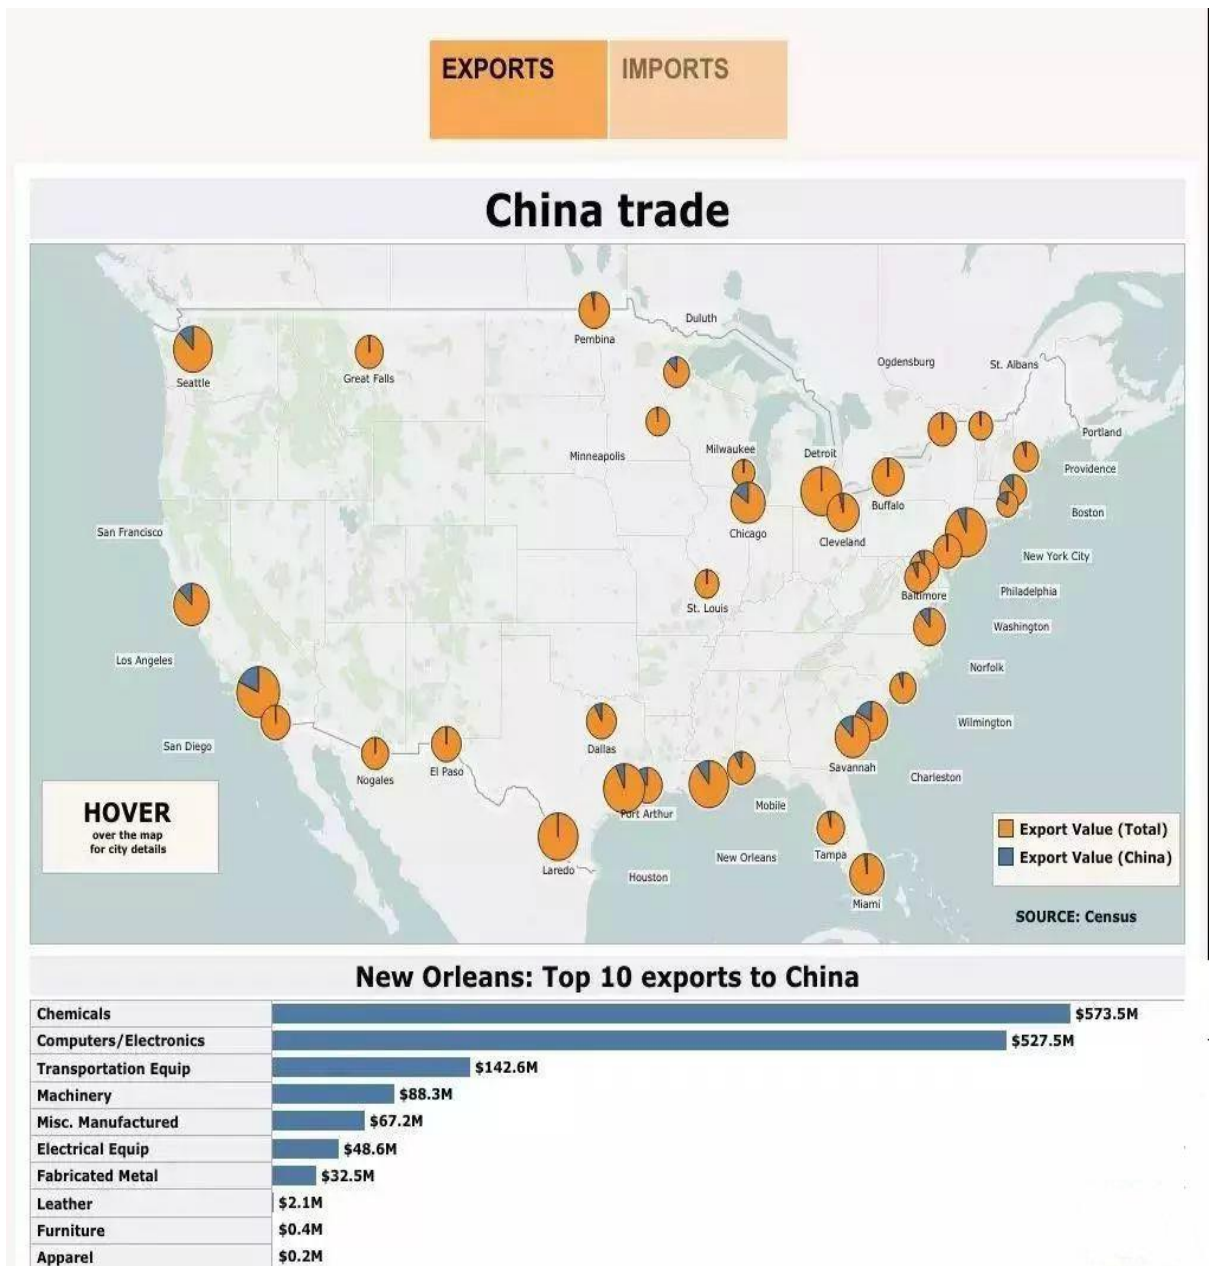 EXPORTS
IMPORTS
China trade
Duluth
Pembina
Ogdensburg
St. Albans
Seattle
Great Falls
Portland
Minneapolis
Milwaukee
Detroit
Providence
Buffalo
Boston
San Francisco
Chicago
Cleveland
New York City
Baltimore
Philadelphia
St. Louis
Washington
Los Angeles
Norfolk
Wilmington
San Diego
Dallas
Savannah
Nogales
El Paso
Charleston
Mobile
Port Arthur
HOVER
over the map
for city details
Export Value (Total)
Export Value (China)
New Orleans
Tampa
Laredo
Houston
Miami
SOURCE: Census
New Orleans: Top 10 exports to China
Chemicals $573.5M
Computers/Electronics $527.5M
Transportation Equip $142.6M
Machinery $88.3M
Misc. Manufactured $67.2M
Electrical Equip $48.6M
Fabricated Metal $32.5M
Leather $2.1M
Furniture $0.4M
Apparel $0.2M